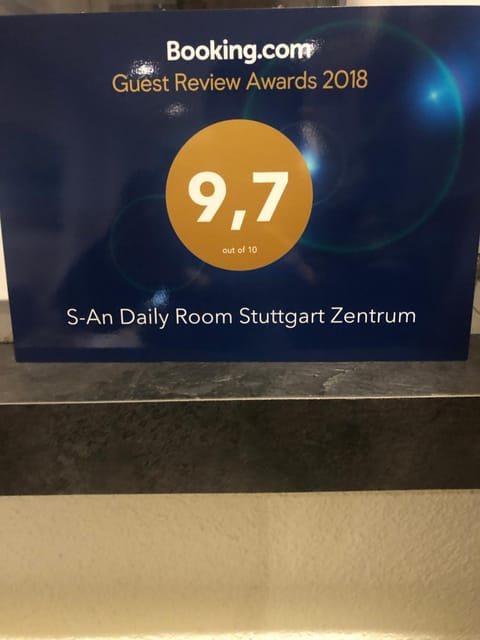 Booking.com
Guest Review Awards 2018
9,7
out of 10
S-An Daily Room Stuttgart Zentrum